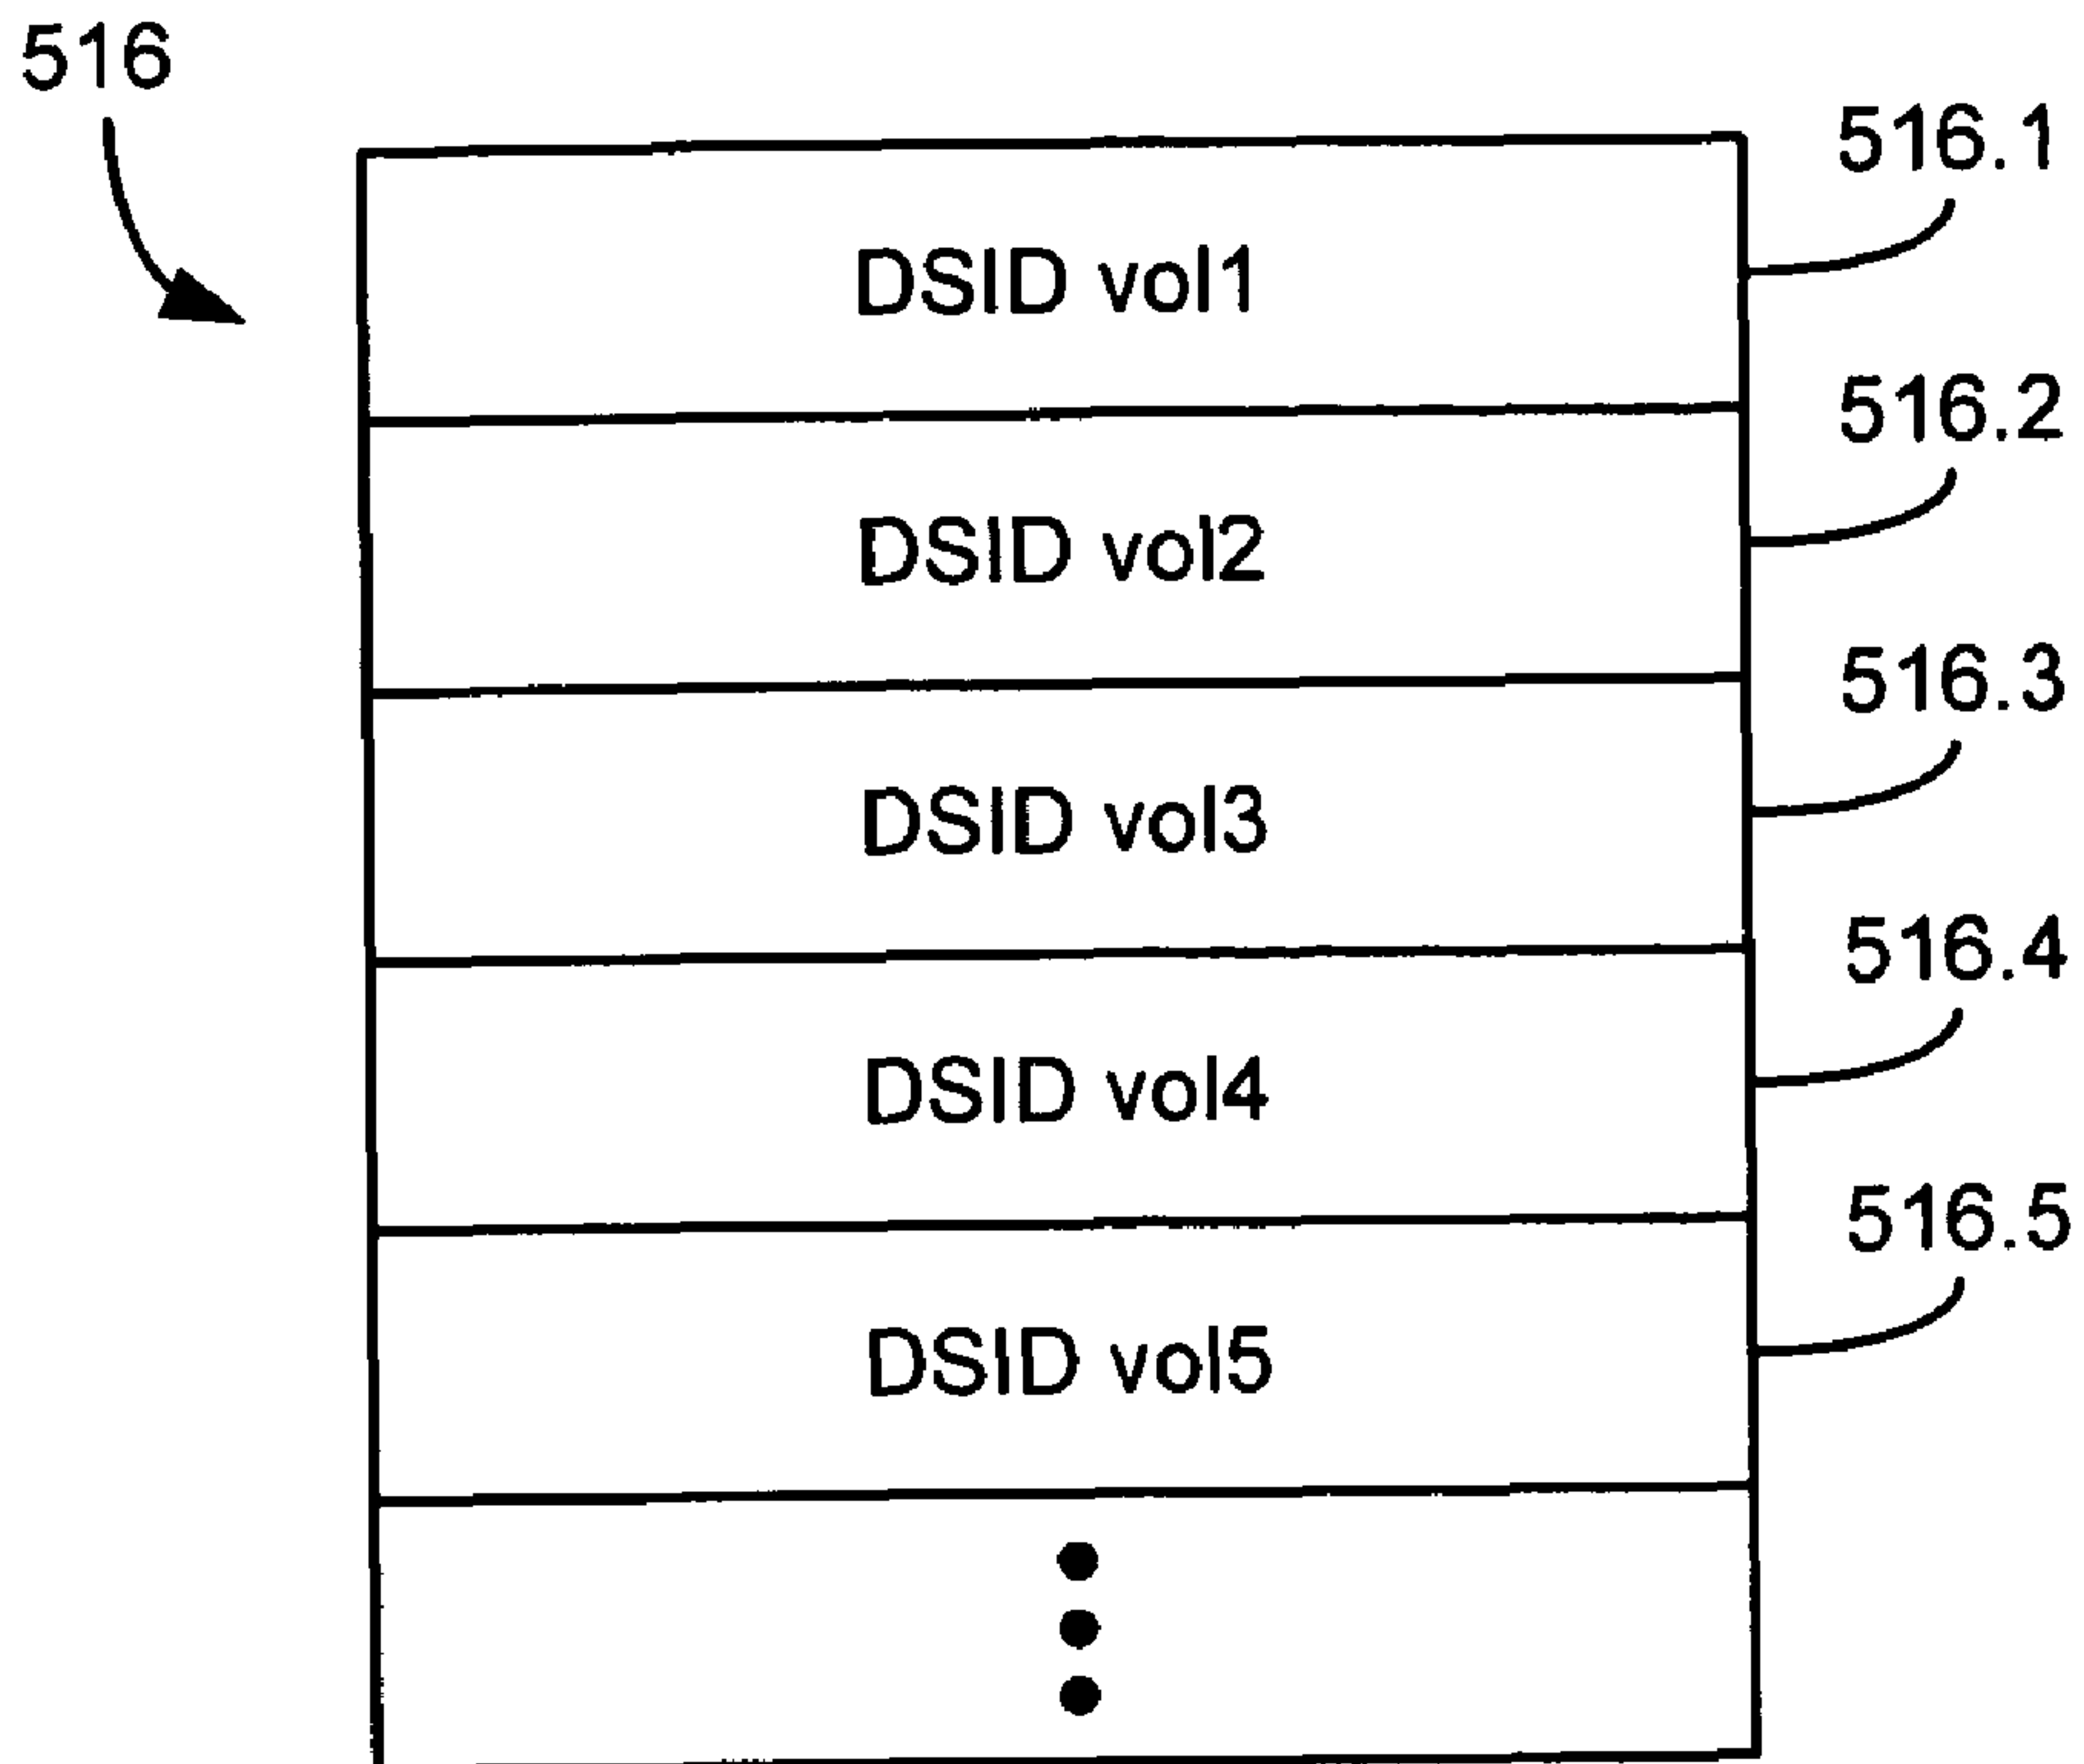 516
516.1
DSID vol1
516.2
DSID vol2
516.3
DSID vol3
516.4
DSID vol4
516.5
DSID vol5